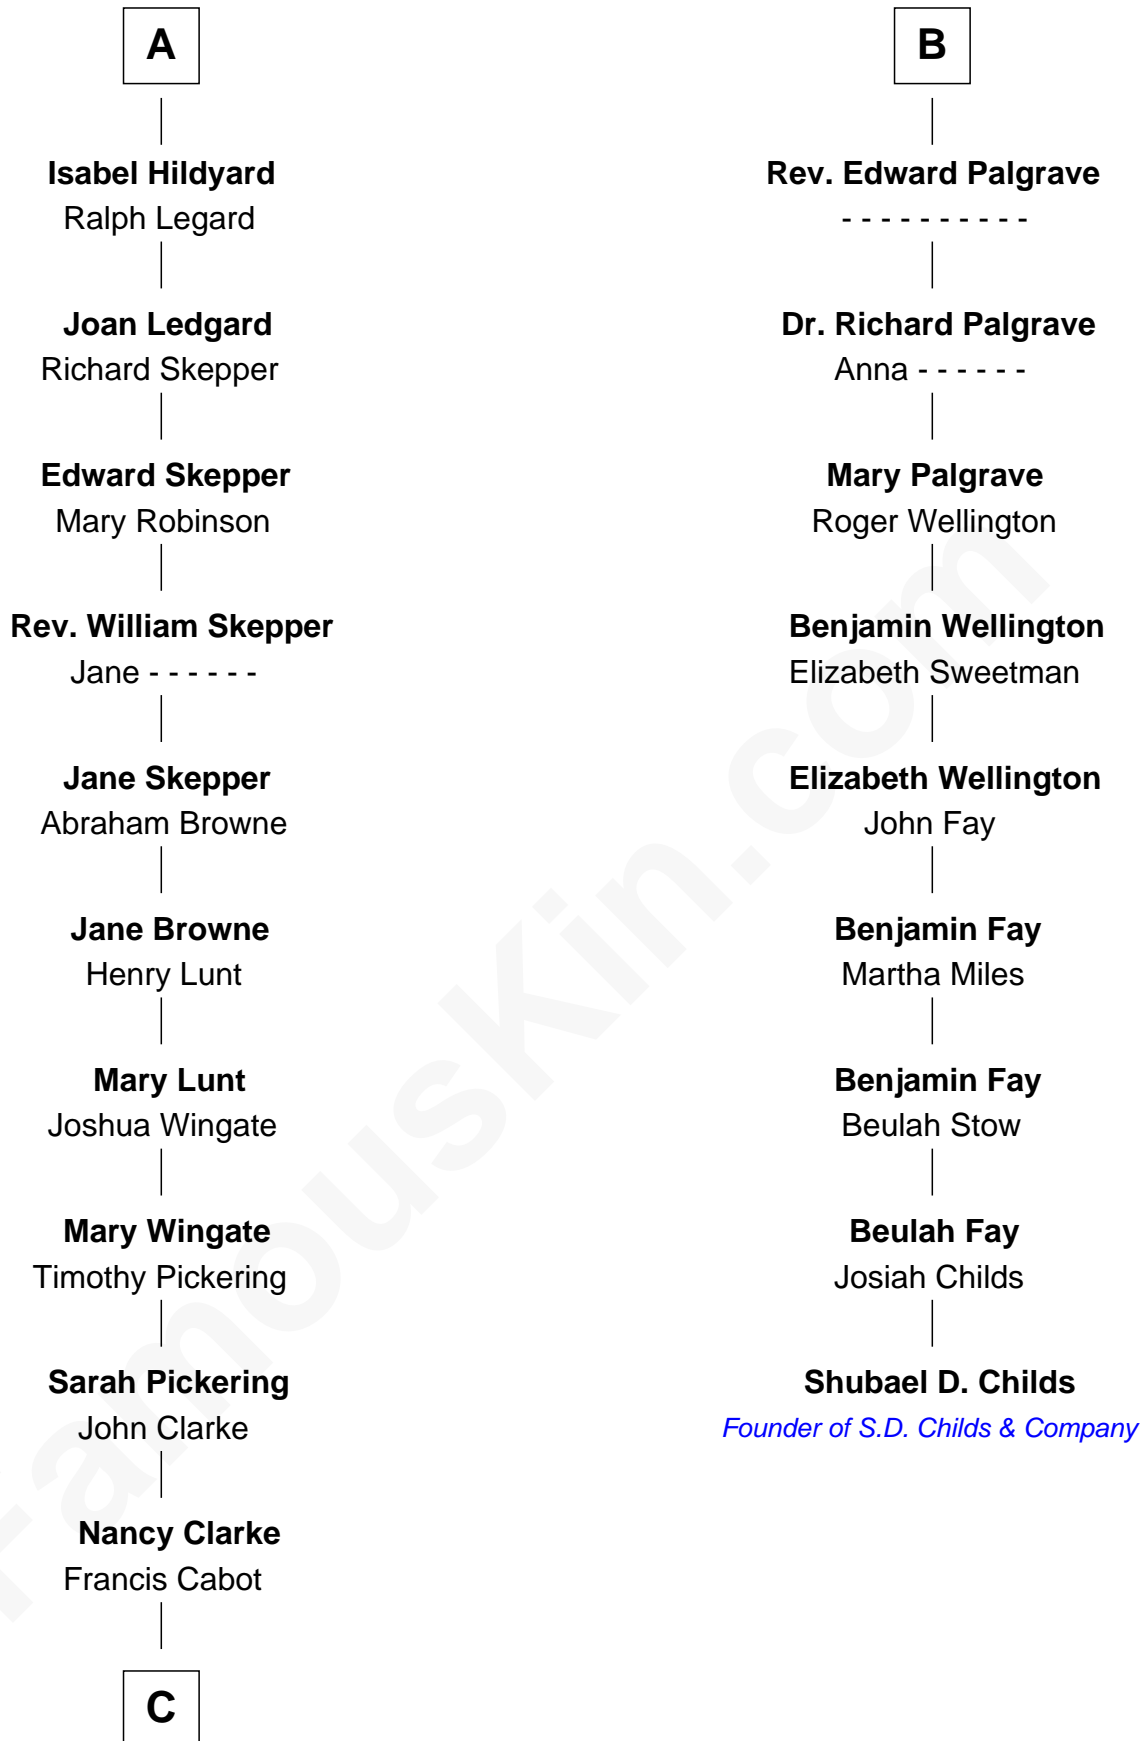 A
Isabel Hildyard
Ralph Legard
Joan Ledgard
Richard Skepper
Edward Skepper
Mary Robinson
Rev. William Skepper
Jane - - - - - -
Jane Skepper
Abraham Browne
Jane Browne
Henry Lunt
Mary Lunt
Joshua Wingate
Mary Wingate
Timothy Pickering
Sarah Pickering
John Clarke
Nancy Clarke
Francis Cabot
C
B
Rev. Edward Palgrave
- - - - - - - - - -
Dr. Richard Palgrave
Anna - - - - - -
Mary Palgrave
Roger Wellington
Benjamin Wellington
Elizabeth Sweetman
Elizabeth Wellington
John Fay
Benjamin Fay
Martha Miles
Benjamin Fay
Beulah Stow
Beulah Fay
Josiah Childs
Shubael D. Childs
Founder of S.D. Childs & Company
FamousKin.com